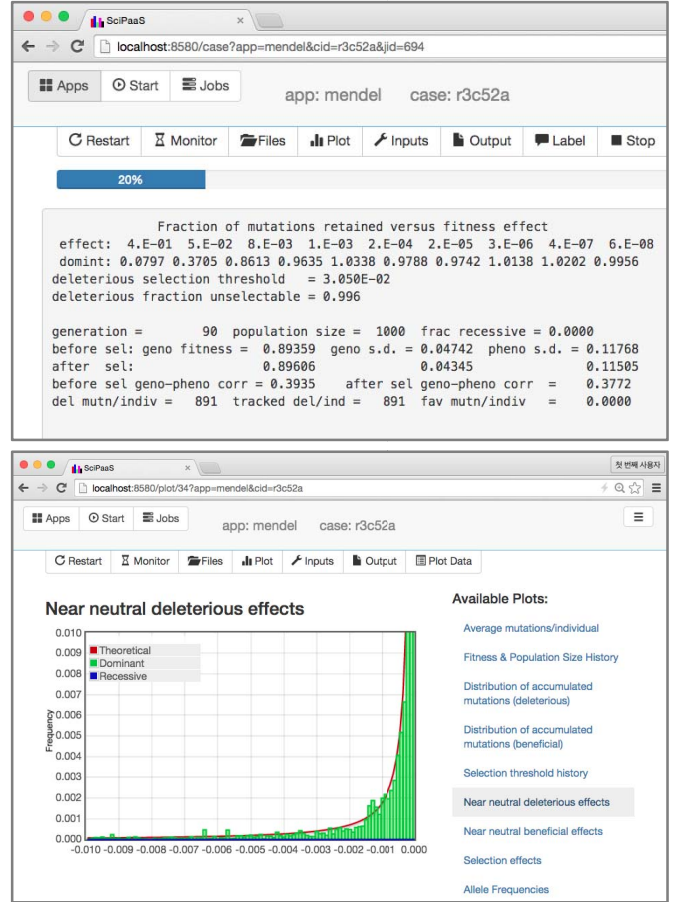 SciPaaS
localhost:8580/case?app=mendel&cid=r3c52a&jid=694
Apps Start Jobs app: mendel case: r3c52a
Restart Monitor Files Plot Inputs Output Label Stop
20%
Fraction of mutations retained versus fitness effect
effect: 4.E-01 5.E-02 8.E-03 1.E-03 2.E-04 2.E-05 3.E-06 4.E-07 6.E-08
domint: 0.0797 0.3705 0.8613 0.9635 1.0338 0.9788 0.9742 1.0138 1.0202 0.9956
deleterious selection threshold = 3.050E-02
deleterious fraction unselectable = 0.996
generation = 90 population size = 1000 frac recessive = 0.0000
before sel: geno fitness = 0.89359 geno s.d. = 0.04742 pheno s.d. = 0.11768
after sel: 0.89606 0.04345 0.11505
before sel geno-pheno corr = 0.3935 after sel geno-pheno corr = 0.3772
del mutn/indiv = 891 tracked del/ind = 891 fav mutn/indiv = 0.0000
SciPaaS 첫 번째 사용자
localhost:8580/plot/34?app=mendel&cid=r3c52a
Apps Start Jobs app: mendel case: r3c52a
Restart Monitor Files Plot Inputs Output Plot Data
Near neutral deleterious effects
0.010
0.009
0.008
0.007
0.006
0.005
0.004
0.003
0.002
0.001
0.000
Frequency
Theoretical
Dominant
Recessive
-0.010 -0.009 -0.008 -0.007 -0.006 -0.005 -0.004 -0.003 -0.002 -0.001 0.000
Available Plots:
Average mutations/individual
Fitness & Population Size History
Distribution of accumulated
mutations (deleterious)
Distribution of accumulated
mutations (beneficial)
Selection threshold history
Near neutral deleterious effects
Near neutral beneficial effects
Selection effects
Allele Frequencies